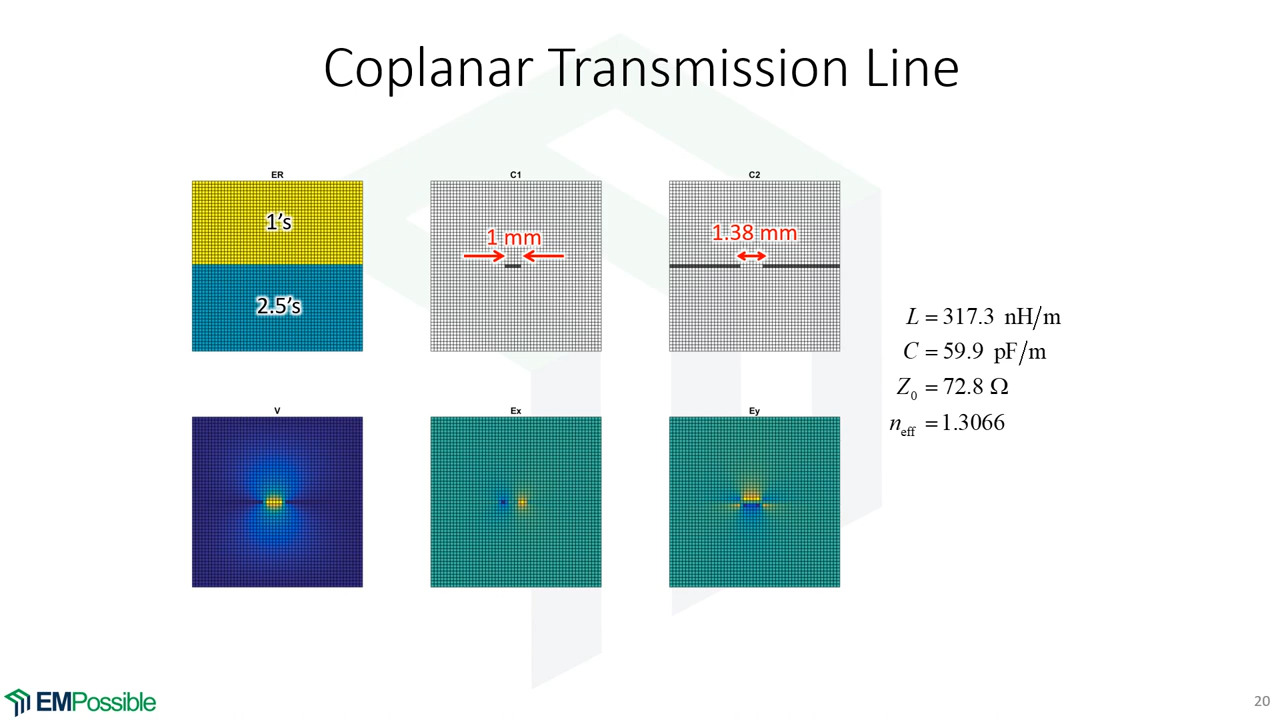 Coplanar Transmission Line
ER
C1
C2
1's
1 mm
1.38 mm
2.5's
L = 317.3 nH/m
C = 59.9 pF/m
Z₀ = 72.8 Ω
n_eff = 1.3066
V
Ex
Ey
EMPossible
20